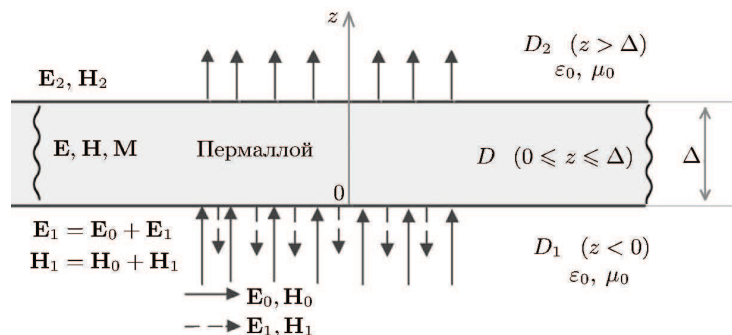 z
D₂ (z > Δ)
ε₀, μ₀
E₂, H₂
E, H, M
Пермаллой
D (0 ⩽ z ⩽ Δ)
Δ
0
E₁ = E₀ + E₁
H₁ = H₀ + H₁
D₁ (z < 0)
ε₀, μ₀
E₀, H₀
E₁, H₁